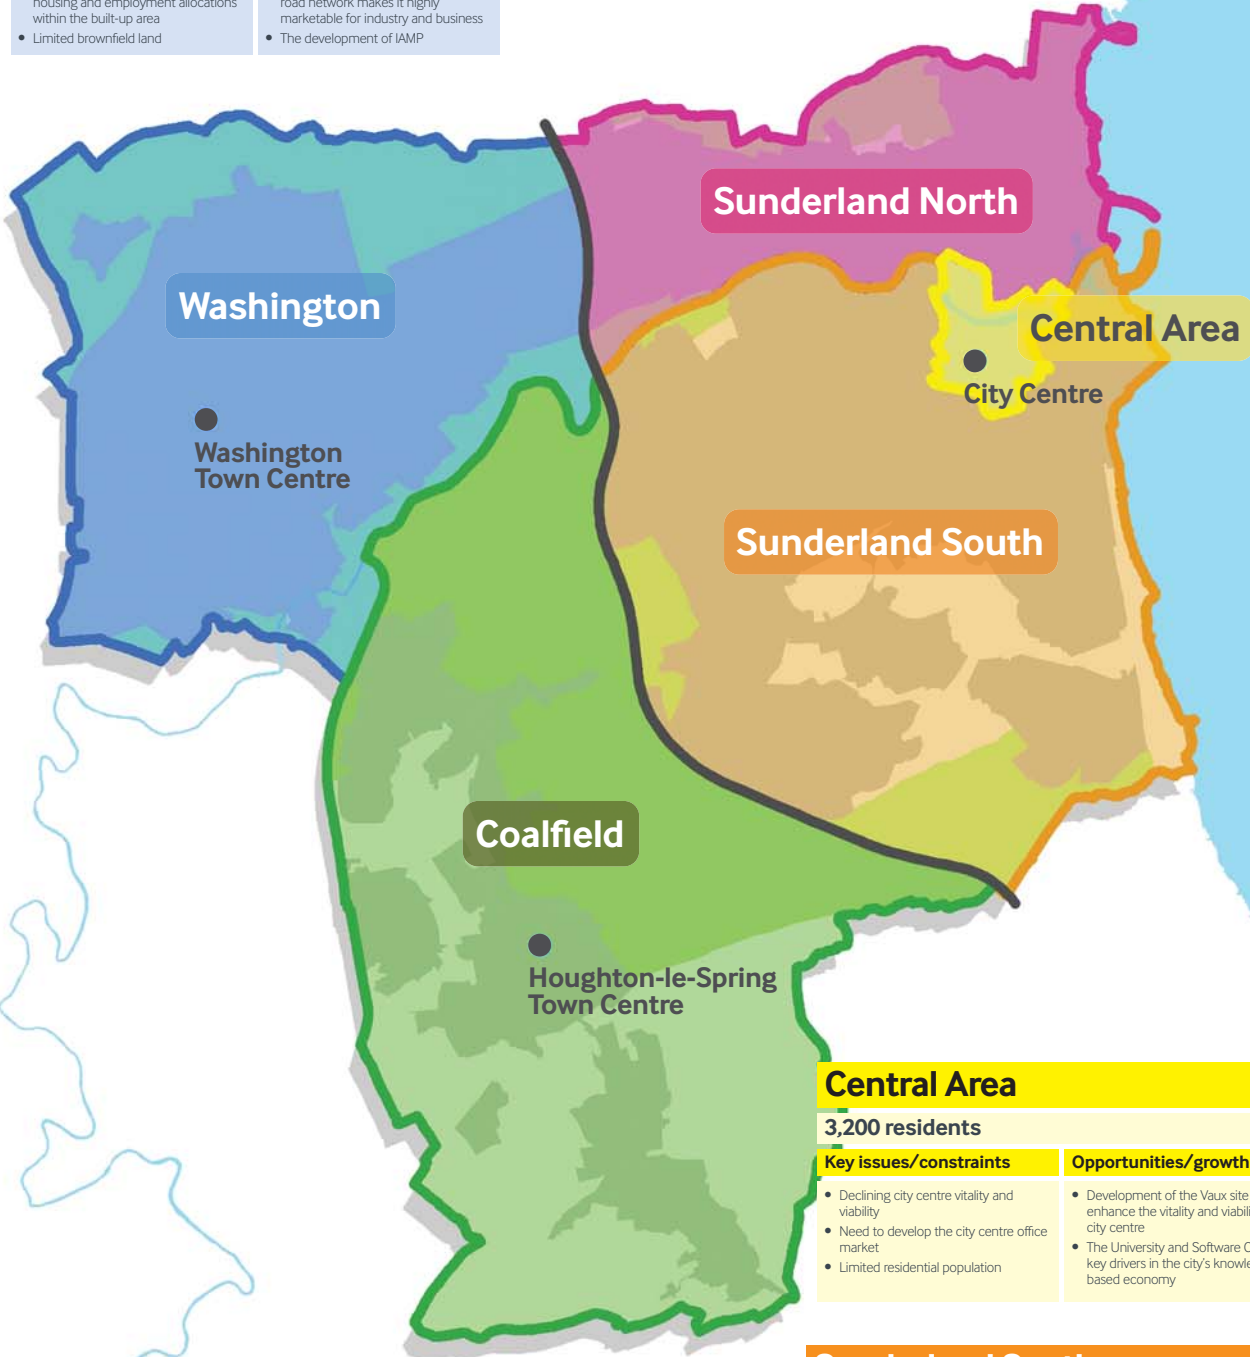 housing and employment allocations
within the built-up area
• Limited brownfield land
road network makes it highly
marketable for industry and business
• The development of IAMP
Sunderland North
Washington
Central Area
City Centre
Washington
Town Centre
Sunderland South
Coalfield
Houghton-le-Spring
Town Centre
Central Area
3,200 residents
Key issues/constraints
• Declining city centre vitality and
viability
• Need to develop the city centre office
market
• Limited residential population
Opportunities/growth
• Development of the Vaux site
enhance the vitality and
city centre
• The University and Software
key drivers in the city's
based economy